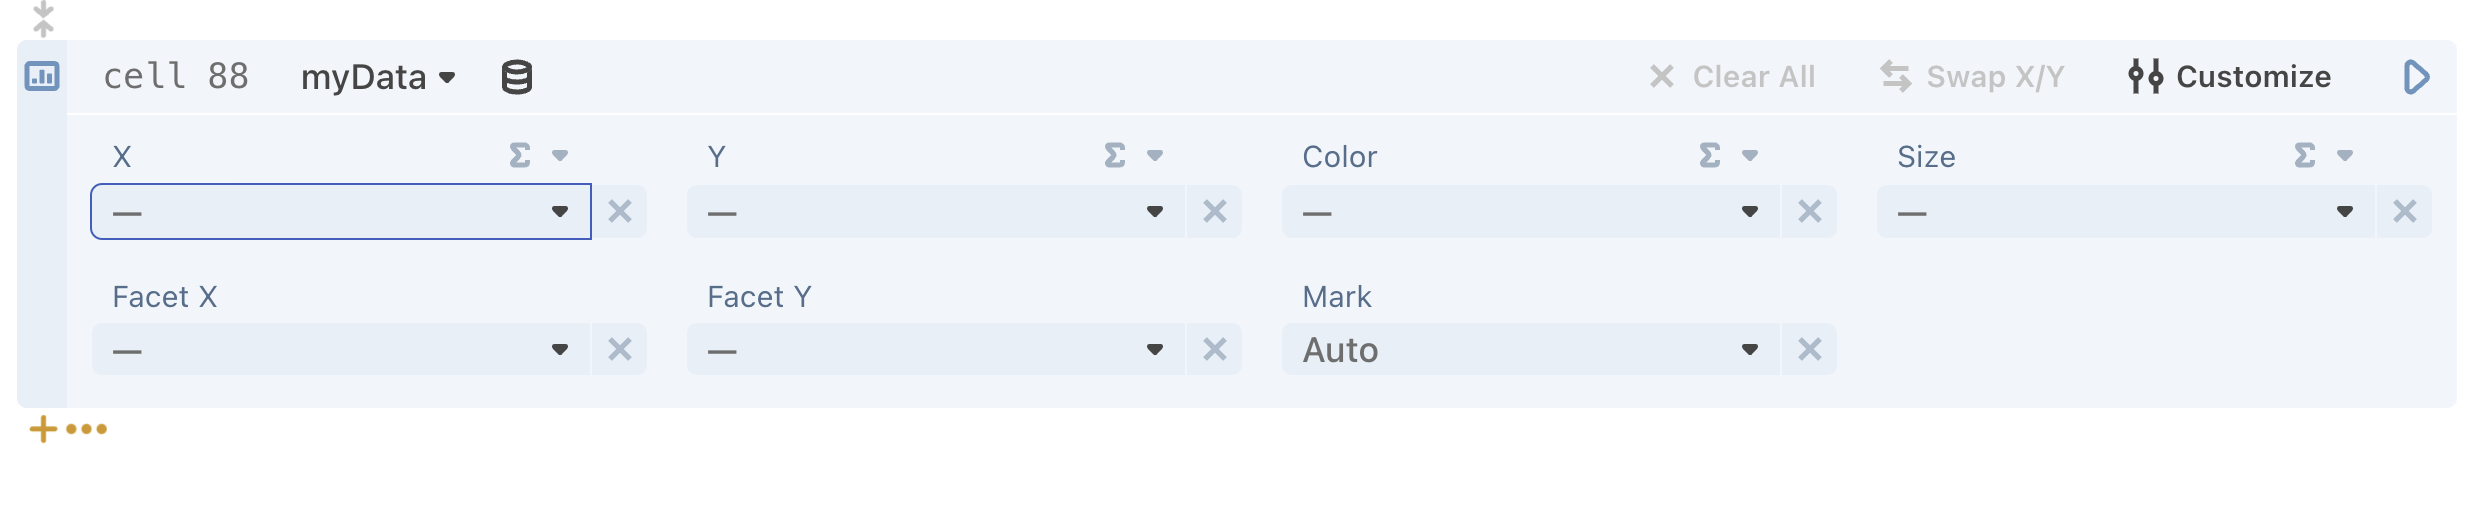 cell 88 myData Clear All Swap X/Y Customize
X Σ Y Σ Color Σ Size Σ
— — — —
Facet X Facet Y Mark
— — Auto